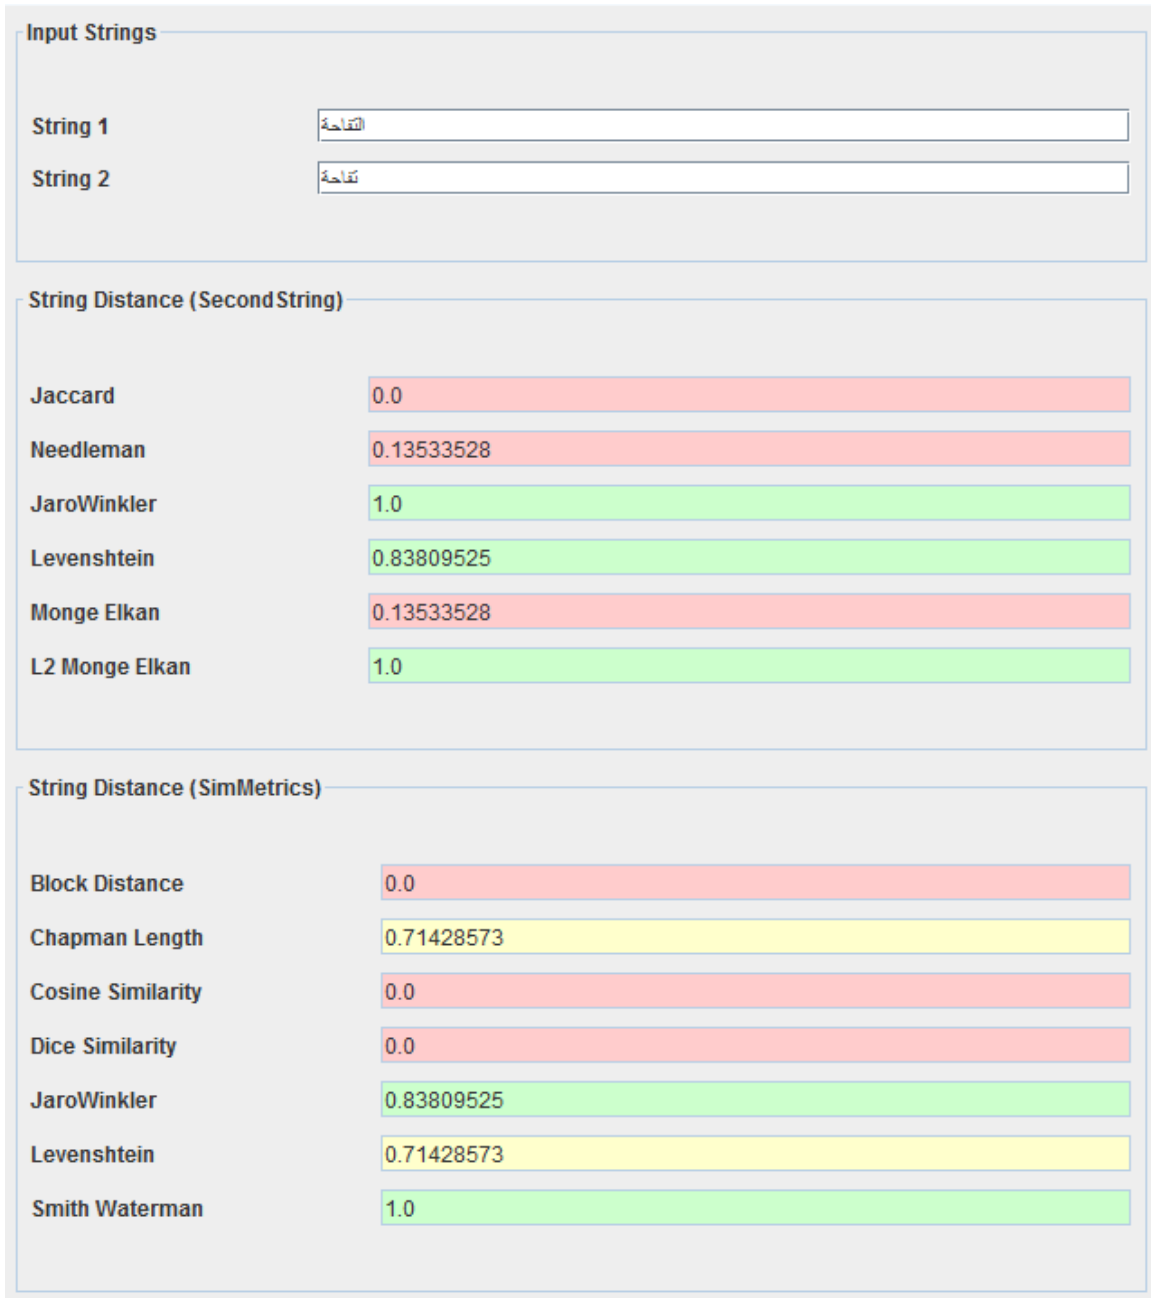 Input Strings
String 1 التفاحة
String 2 تفاحة
String Distance (SecondString)
Jaccard 0.0
Needleman 0.13533528
JaroWinkler 1.0
Levenshtein 0.83809525
Monge Elkan 0.13533528
L2 Monge Elkan 1.0
String Distance (SimMetrics)
Block Distance 0.0
Chapman Length 0.71428573
Cosine Similarity 0.0
Dice Similarity 0.0
JaroWinkler 0.83809525
Levenshtein 0.71428573
Smith Waterman 1.0